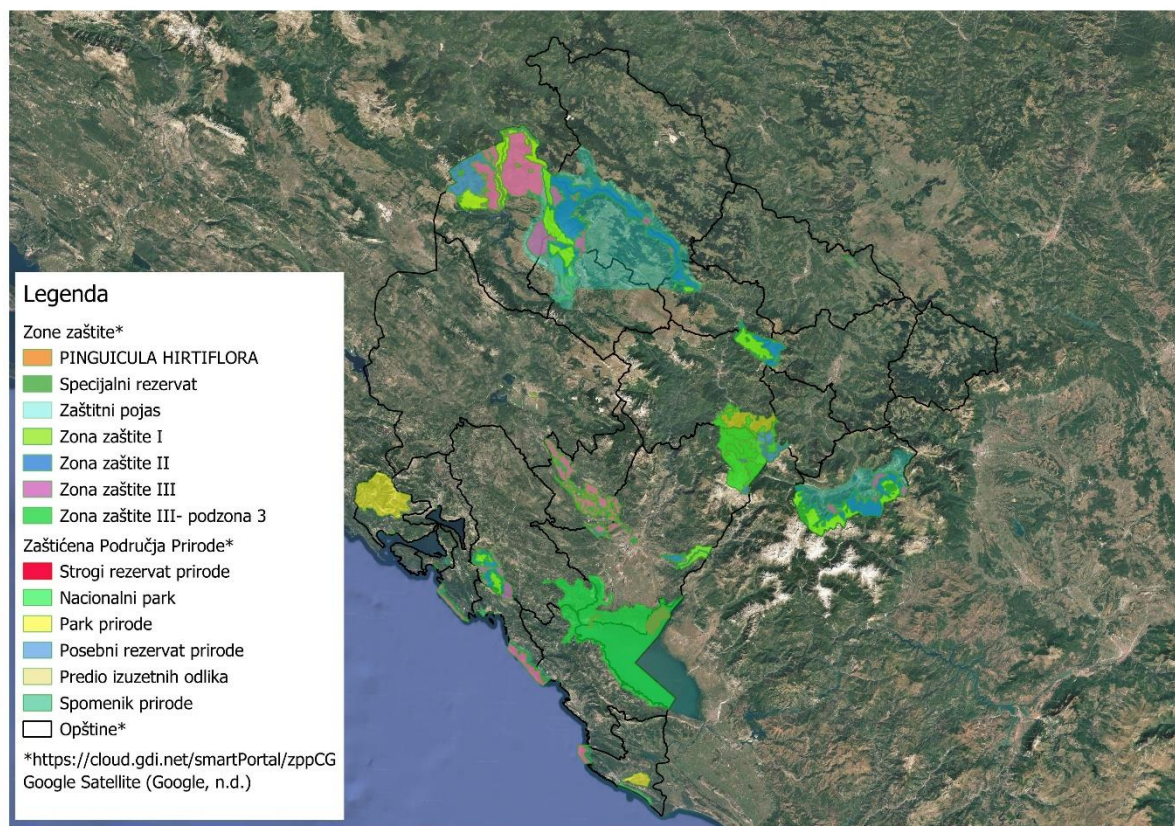 Legenda
Zone zaštite*
PINGUICULA HIRTIFLORA
Specijalni rezervat
Zaštitni pojas
Zona zaštite I
Zona zaštite II
Zona zaštite III
Zona zaštite III- podzona 3
Zaštićena Područja Prirode*
Strogi rezervat prirode
Nacionalni park
Park prirode
Posebni rezervat prirode
Predio izuzetnih odlika
Spomenik prirode
Opštine*
*https://cloud.gdi.net/smartPortal/zppCG
Google Satellite (Google, n.d.)